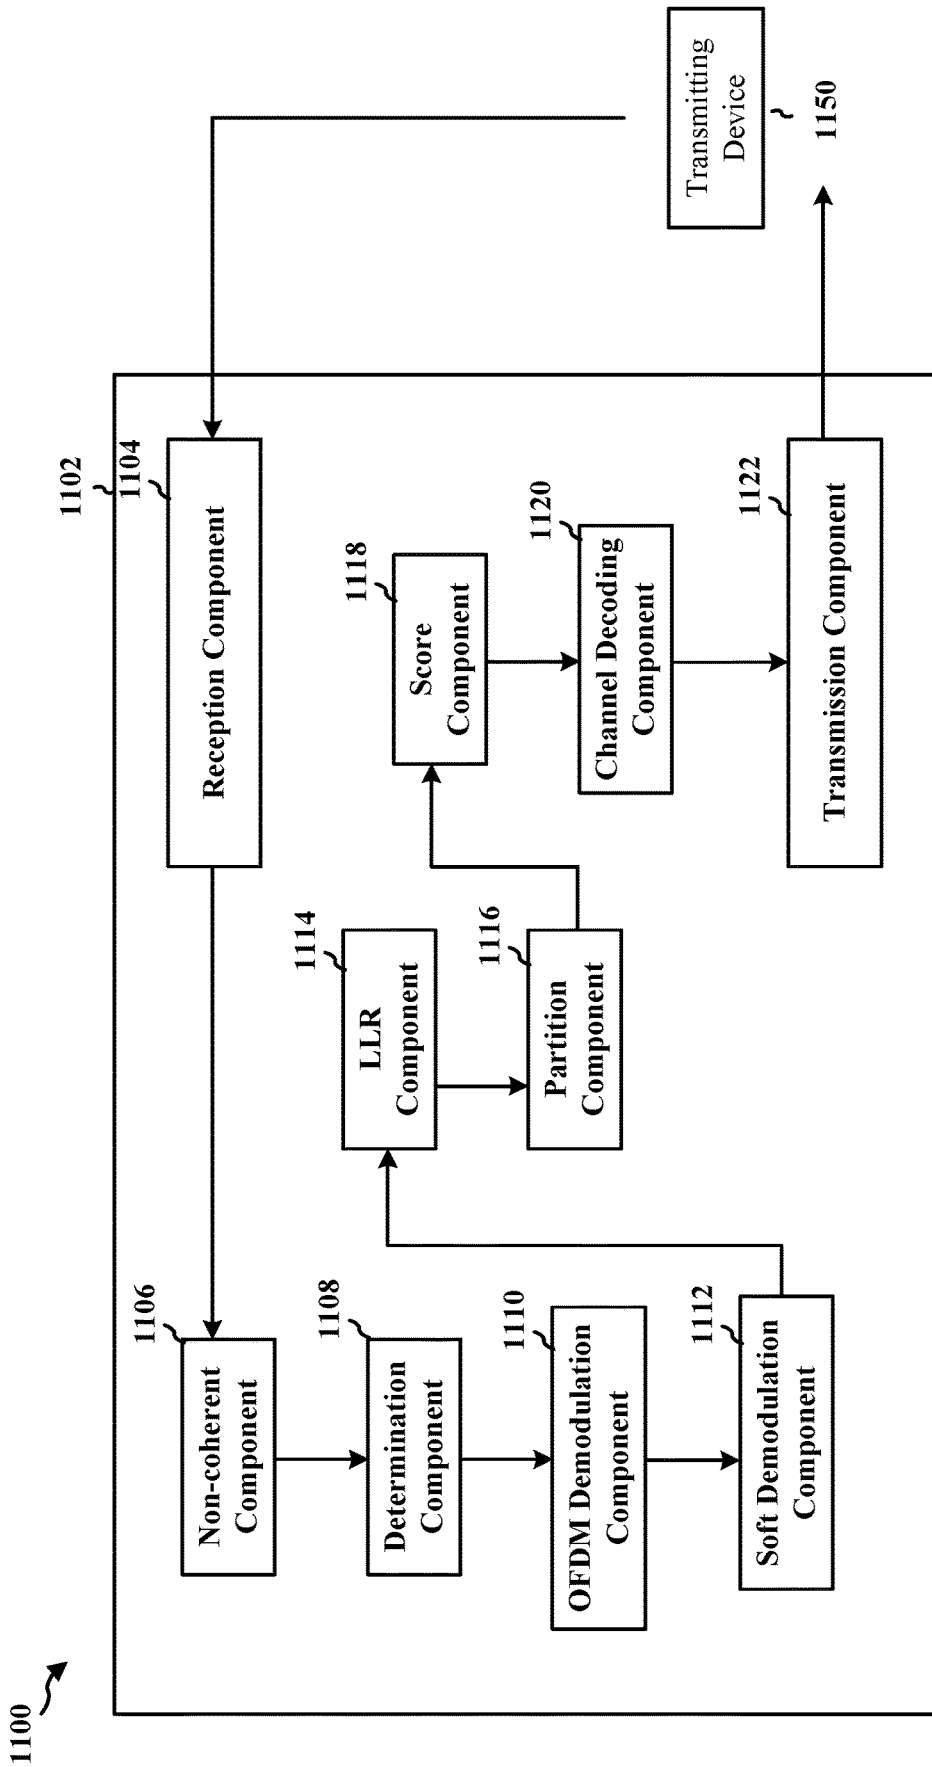 1100
1102
1104
Reception Component
1106
Non-coherent
Component
1108
Determination
Component
1110
OFDM Demodulation
Component
1112
Soft Demodulation
Component
1114
LLR
Component
1116
Partition
Component
1118
Score
Component
1120
Channel Decoding
Component
1122
Transmission Component
Transmitting
Device
1150